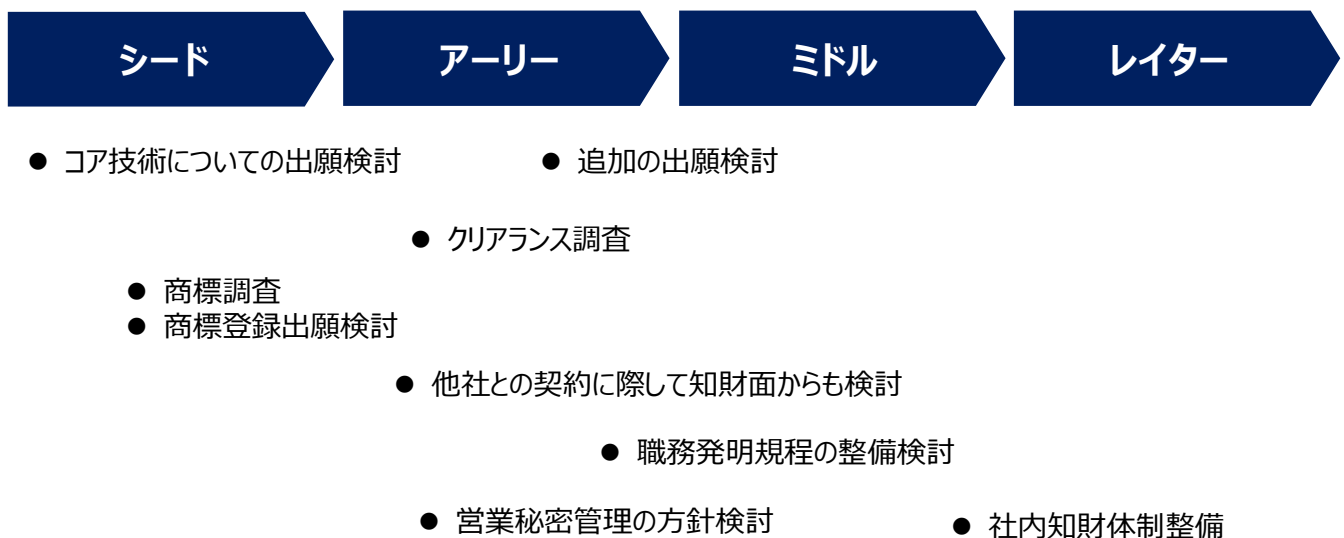 シード アーリー ミドル レイター
● コア技術についての出願検討 ● 追加の出願検討
● クリアランス調査
● 商標調査
● 商標登録出願検討
● 他社との契約に際して知財面からも検討
● 職務発明規程の整備検討
● 営業秘密管理の方針検討 ● 社内知財体制整備